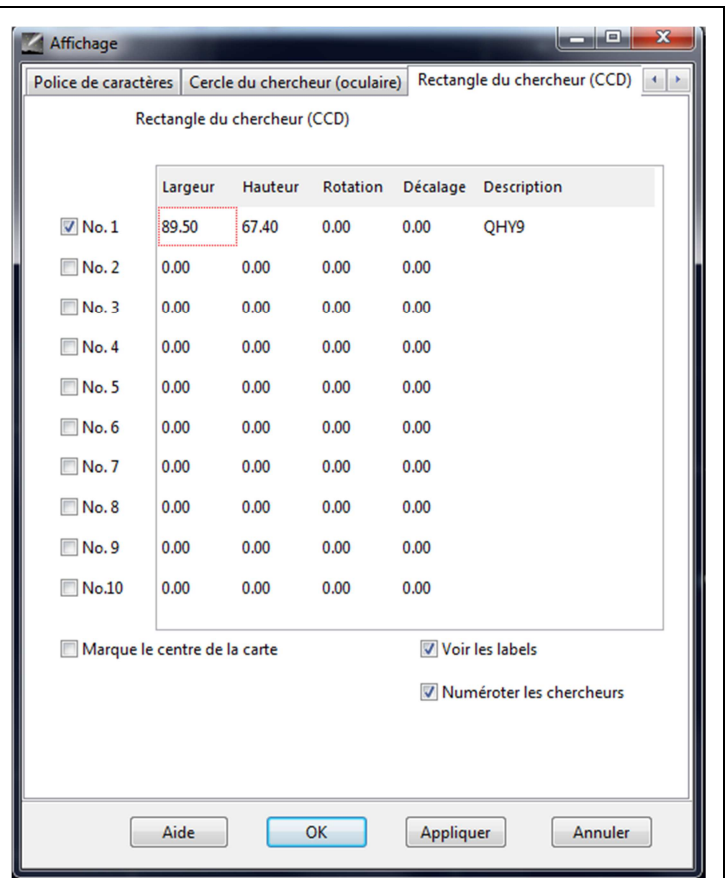 Affichage
Police de caractères Cercle du chercheur (oculaire) Rectangle du chercheur (CCD)
Rectangle du chercheur (CCD)
Largeur Hauteur Rotation Décalage Description
No. 1 89.50 67.40 0.00 0.00 QHY9
No. 2 0.00 0.00 0.00 0.00
No. 3 0.00 0.00 0.00 0.00
No. 4 0.00 0.00 0.00 0.00
No. 5 0.00 0.00 0.00 0.00
No. 6 0.00 0.00 0.00 0.00
No. 7 0.00 0.00 0.00 0.00
No. 8 0.00 0.00 0.00 0.00
No. 9 0.00 0.00 0.00 0.00
No.10 0.00 0.00 0.00 0.00
Marque le centre de la carte Voir les labels
Numéroter les chercheurs
Aide OK Appliquer Annuler